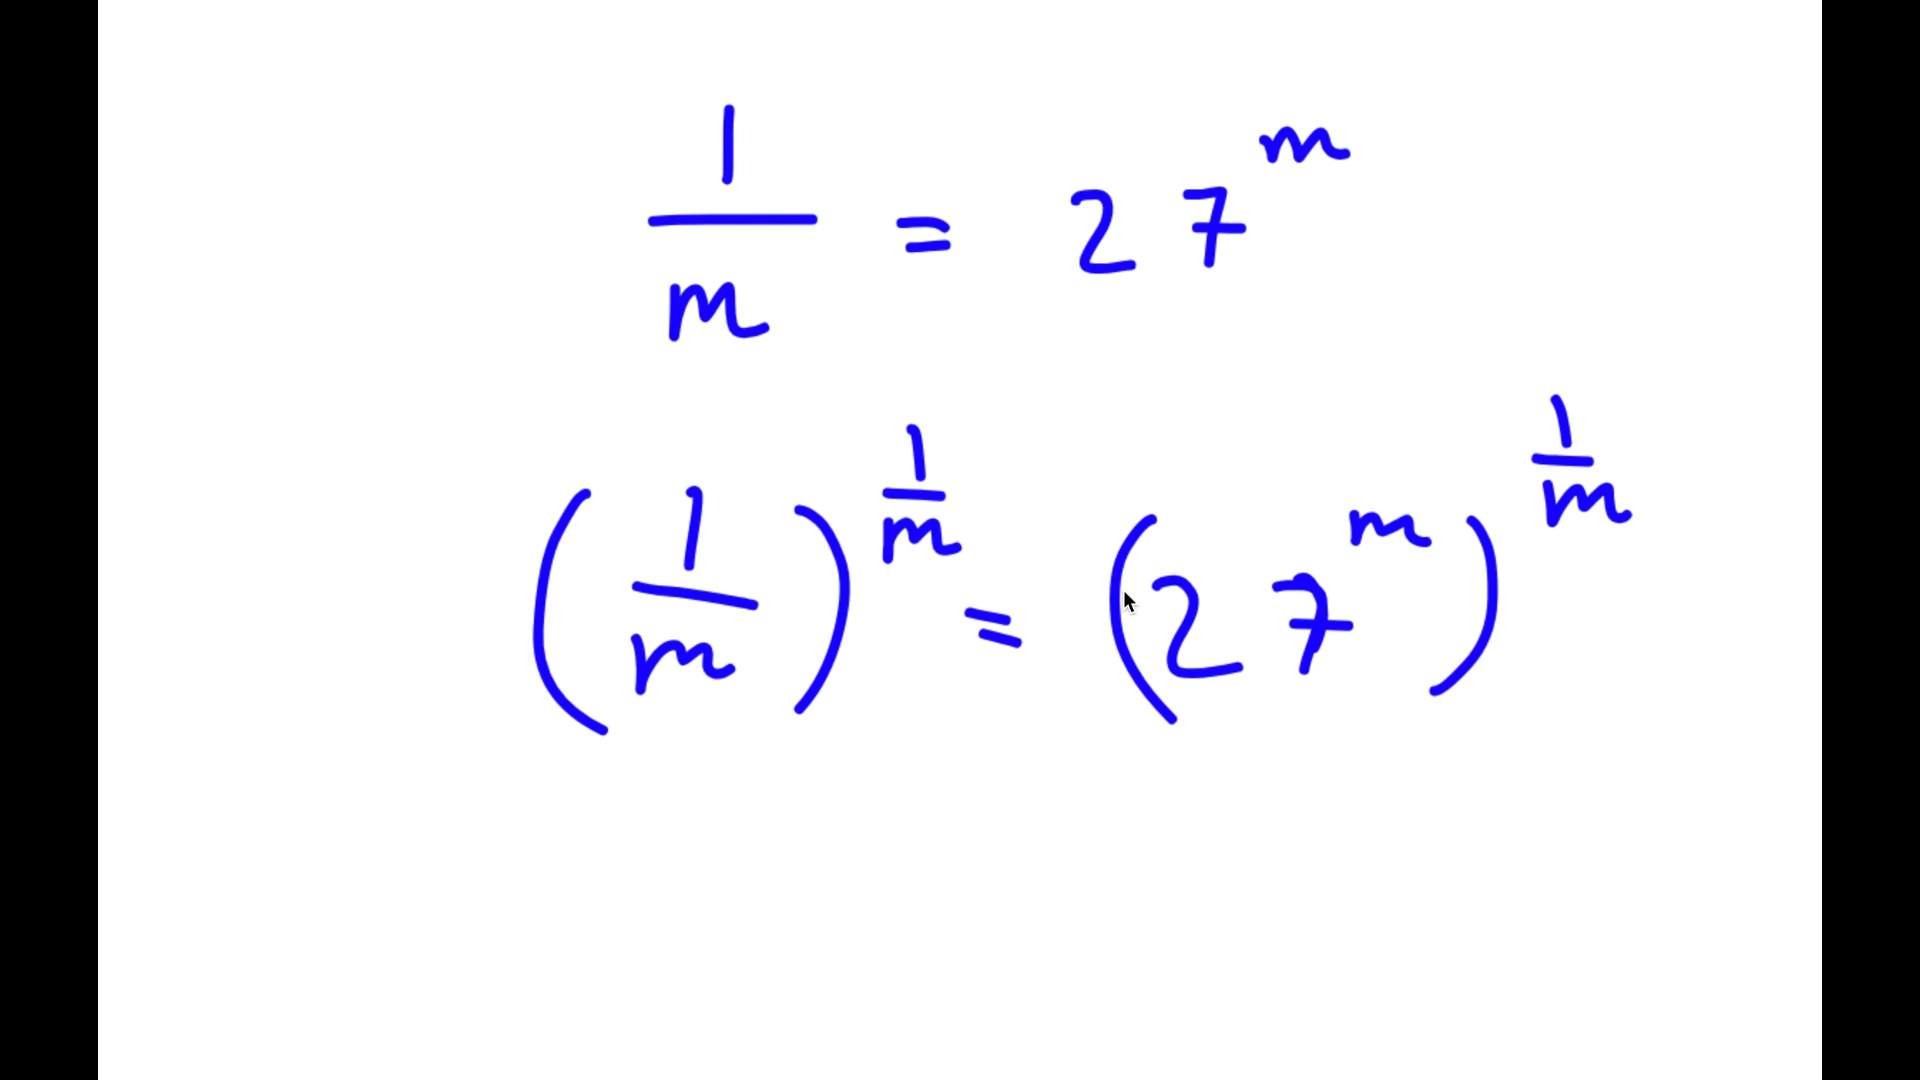 1/m = 27^m
(1/m)^(1/m) = (27^m)^(1/m)